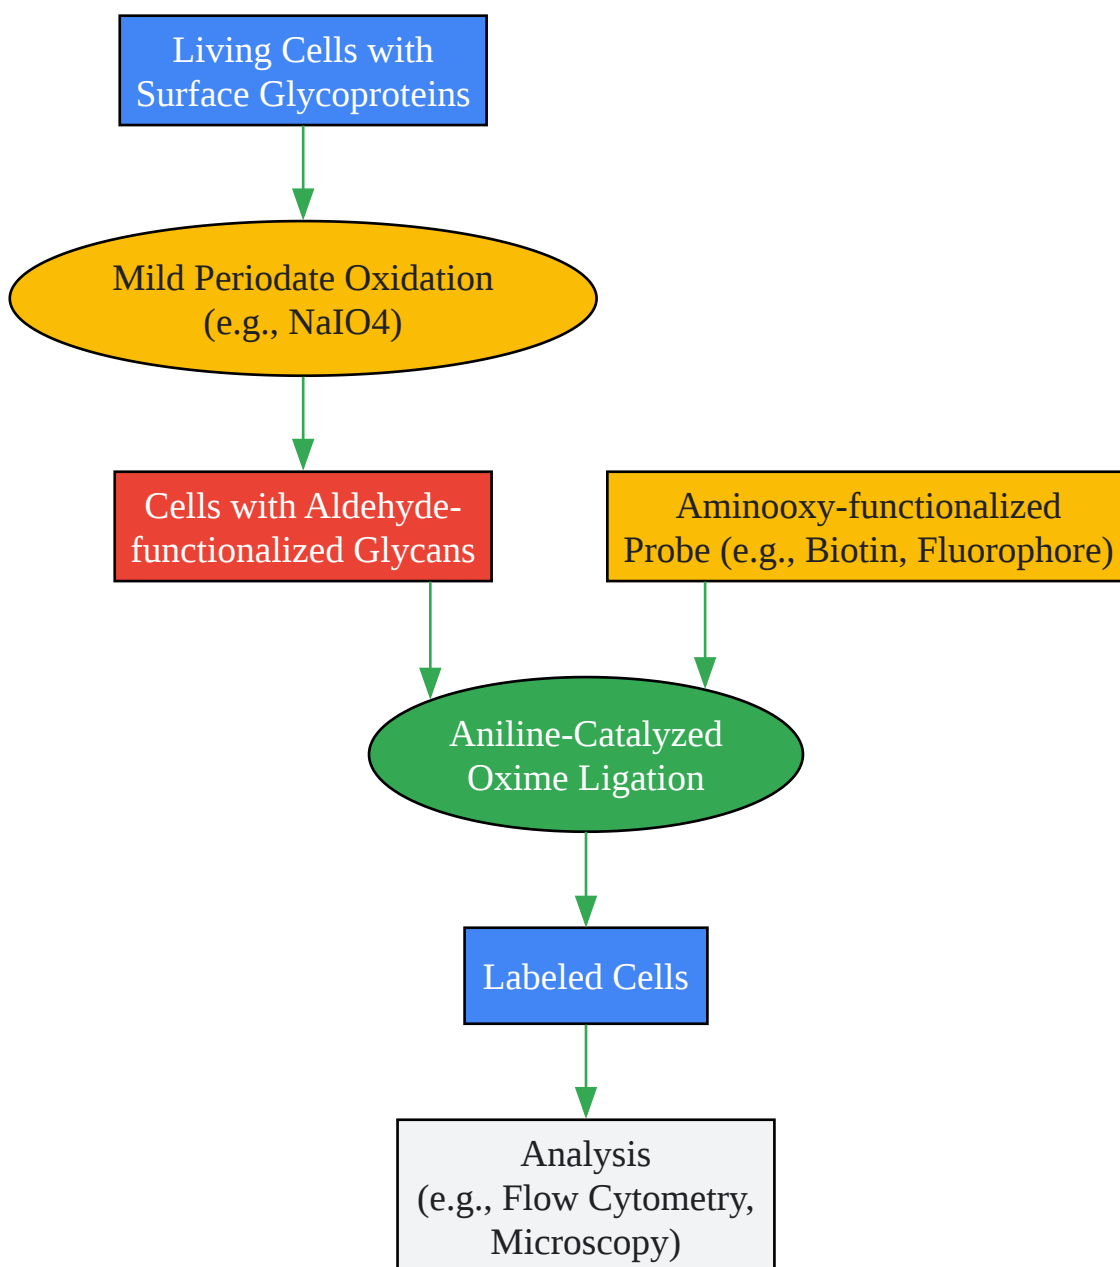 Living Cells with
Surface Glycoproteins
Mild Periodate Oxidation
(e.g., NaIO4)
Cells with Aldehyde-
functionalized Glycans
Aminooxy-functionalized
Probe (e.g., Biotin, Fluorophore)
Aniline-Catalyzed
Oxime Ligation
Labeled Cells
Analysis
(e.g., Flow Cytometry,
Microscopy)